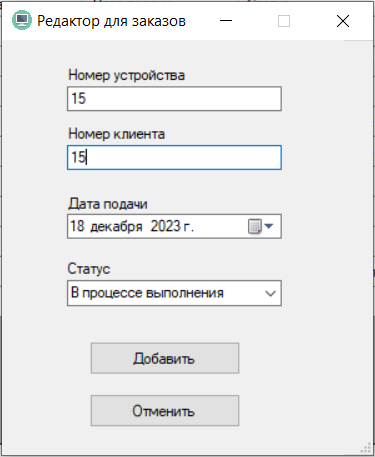 Редактор для заказов
Номер устройства
15
Номер клиента
15
Дата подачи
18 декабря 2023 г.
Статус
В процессе выполнения
Добавить
Отменить